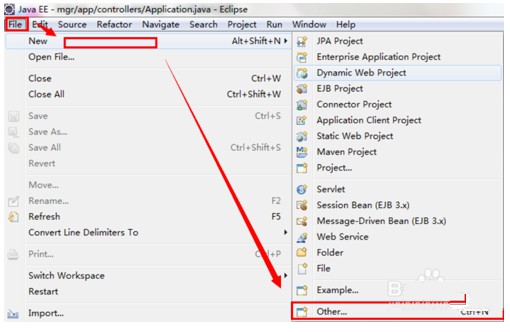 Java EE - mgr/app/controllers/Application.java - Eclipse
File Edit Source Refactor Navigate Search Project Run Window Help
New Alt+Shift+N
Open File...
Close Ctrl+W
Close All Ctrl+Shift+W
Save Ctrl+S
Save As...
Save All Ctrl+Shift+S
Revert
Move...
Rename... F2
Refresh F5
Convert Line Delimiters To
Print... Ctrl+P
Switch Workspace
Restart
Import...
JPA Project
Enterprise Application Project
Dynamic Web Project
EJB Project
Connector Project
Application Client Project
Static Web Project
Maven Project
Project...
Servlet
Session Bean (EJB 3.x)
Message-Driven Bean (EJB 3.x)
Web Service
Folder
File
Example...
Other... Ctrl+N